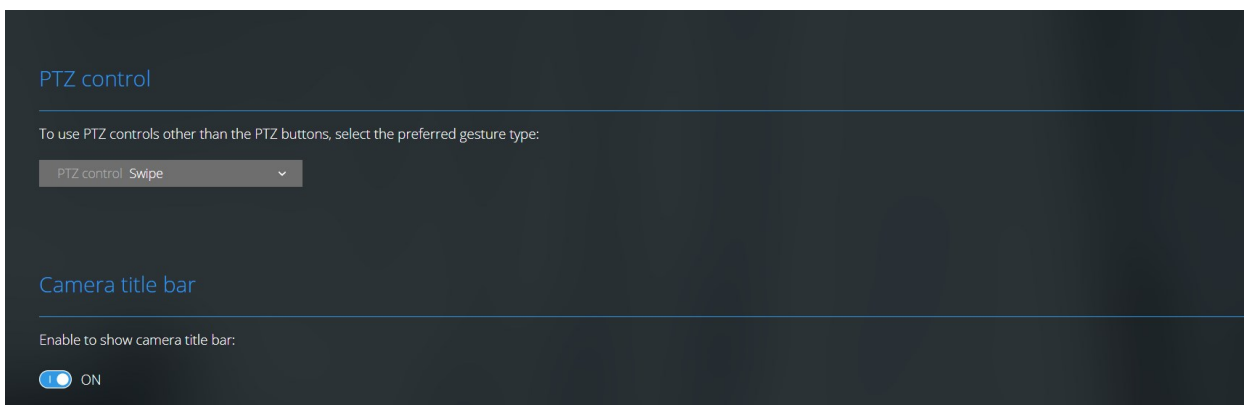 PTZ control
To use PTZ controls other than the PTZ buttons, select the preferred gesture type:
PTZ control Swipe
Camera title bar
Enable to show camera title bar:
ON